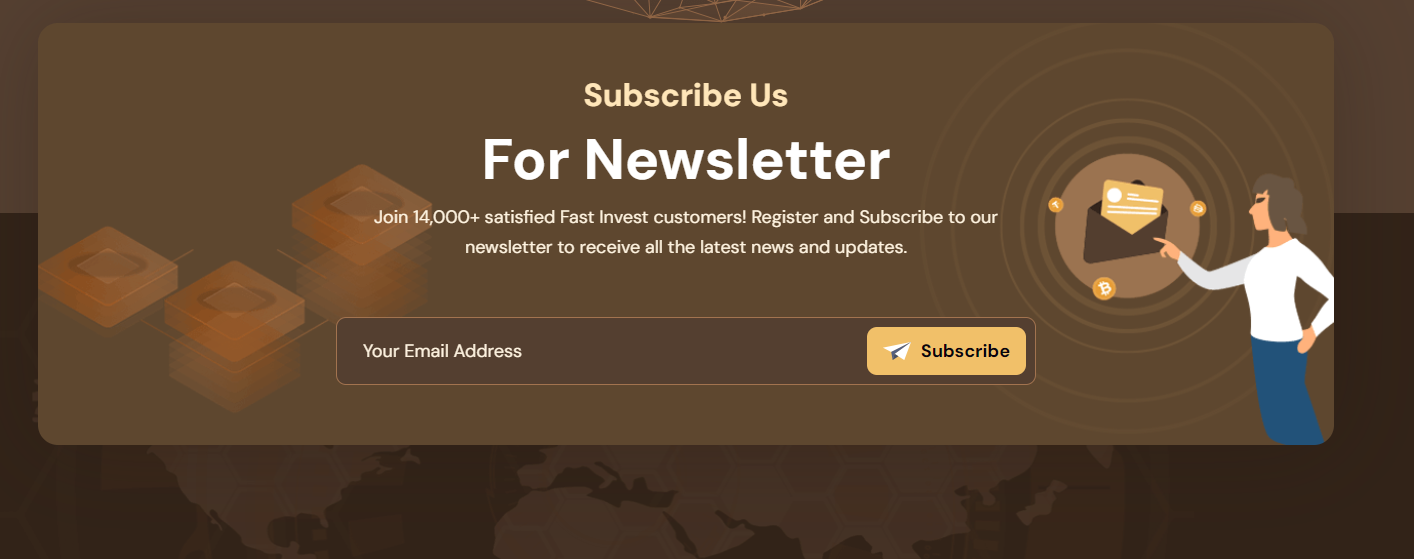 Subscribe Us
For Newsletter
Join 14,000+ satisfied Fast Invest customers! Register and Subscribe to our
newsletter to receive all the latest news and updates.
Your Email Address
Subscribe